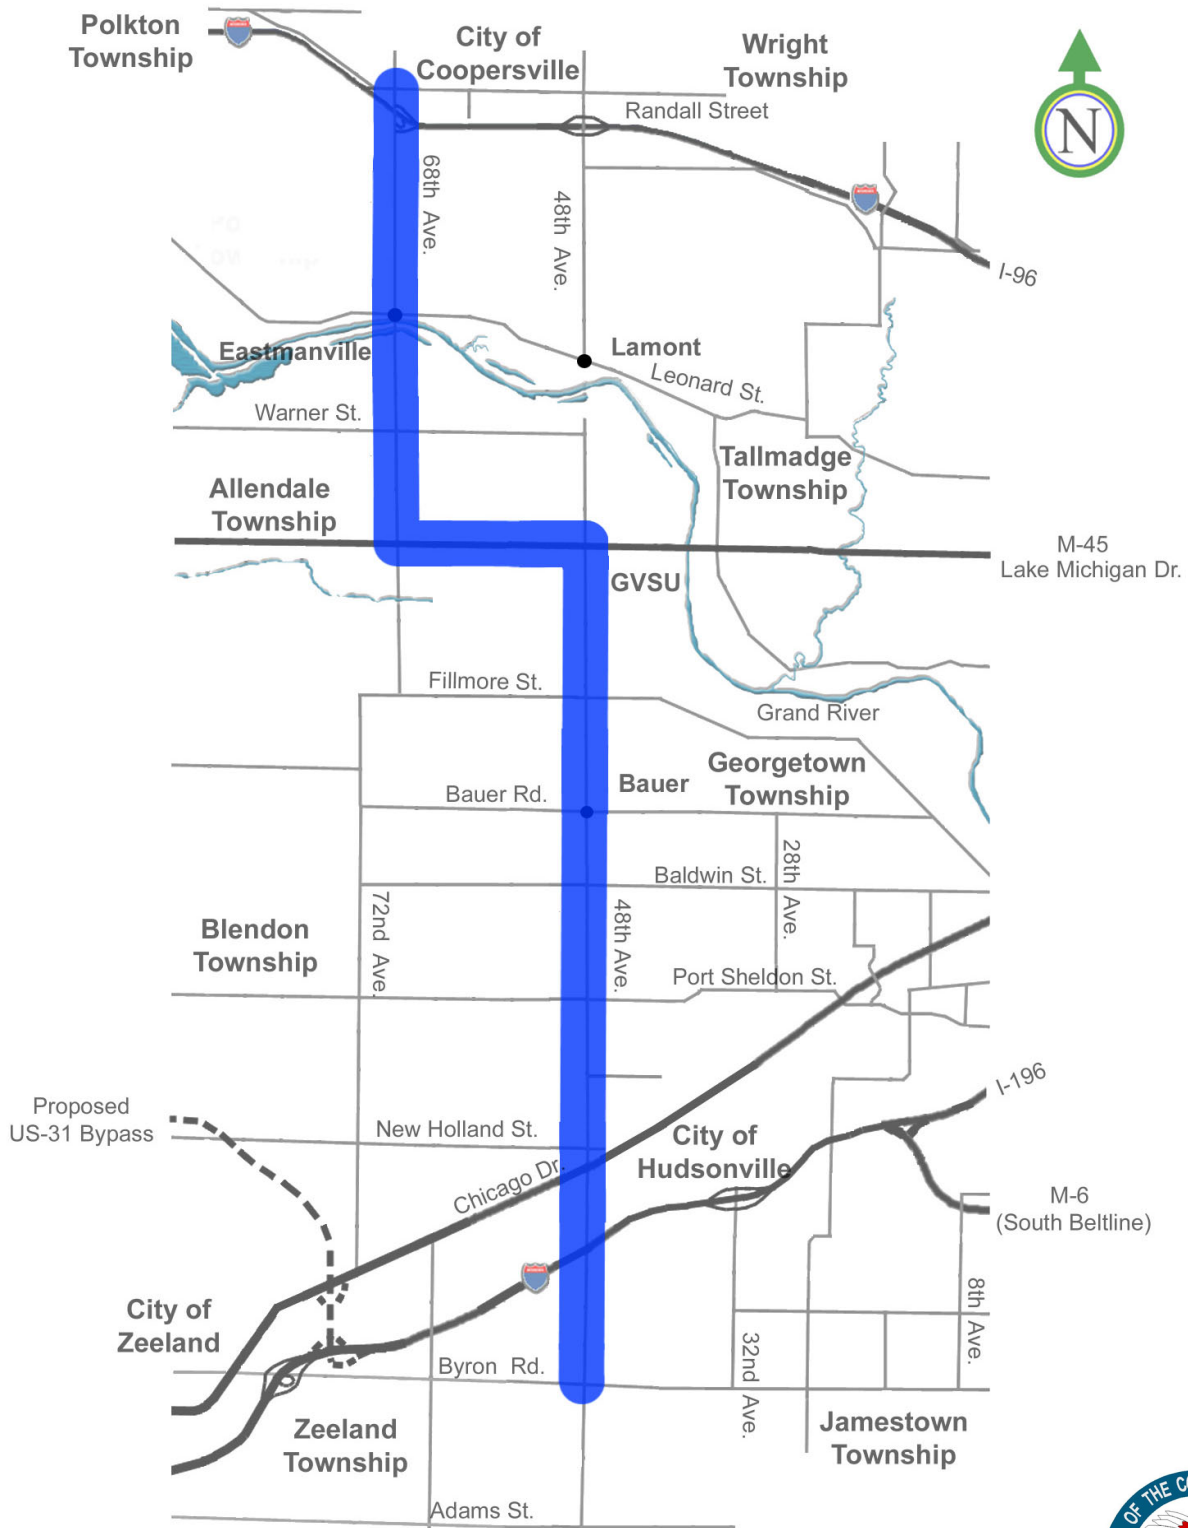 Polkton
Township
City of
Coopersville
Wright
Township
N
Randall Street
68th Ave.
48th Ave.
I-96
Eastmanville
Lamont
Leonard St.
Warner St.
Tallmadge
Township
Allendale
Township
M-45
Lake Michigan Dr.
GVSU
Fillmore St.
Grand River
Georgetown
Township
Bauer
Bauer Rd.
28th Ave.
Baldwin St.
72nd Ave.
48th Ave.
Blendon
Township
Port Sheldon St.
I-196
Proposed
US-31 Bypass
New Holland St.
City of
Hudsonville
Chicago Dr.
M-6
(South Beltline)
City of
Zeeland
8th Ave.
32nd Ave.
Byron Rd.
Zeeland
Township
Jamestown
Township
Adams St.
OF THE CO